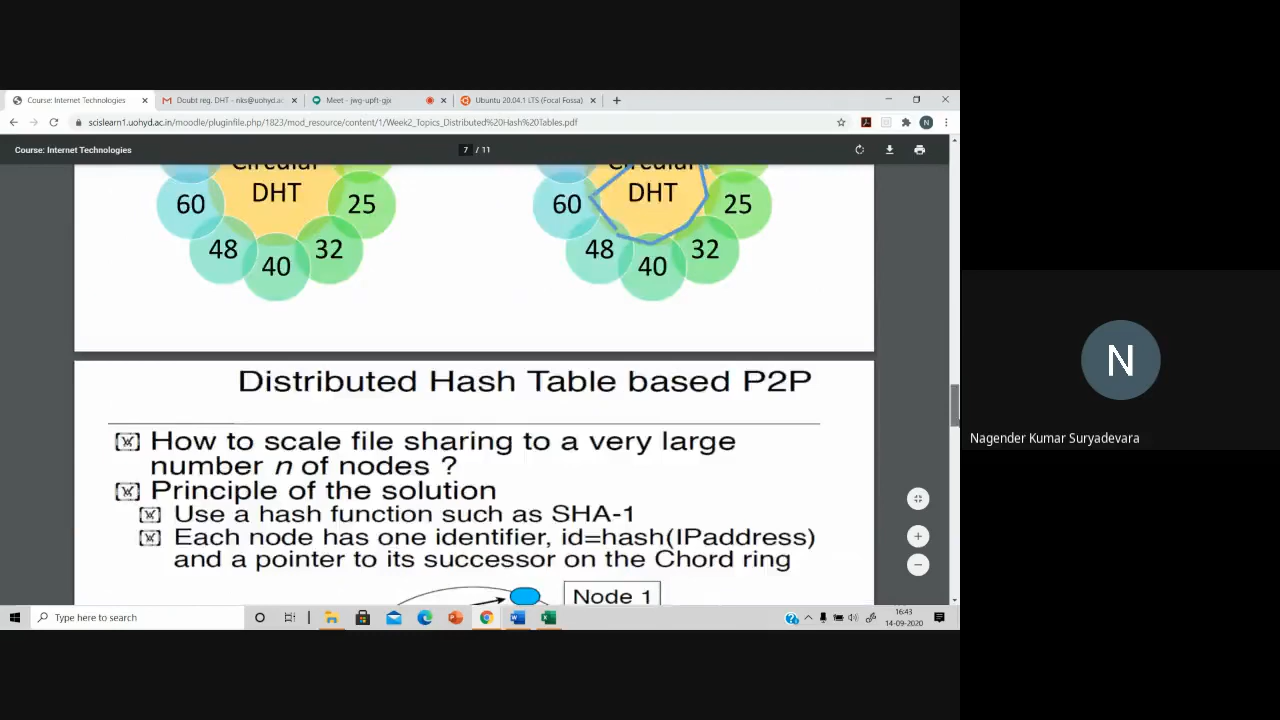 Course: Internet Technologies
Doubt reg. DHT - nks@uohyd.ac
Meet - jwg-upft-gjx
Ubuntu 20.04.1 LTS (Focal Fossa)
scislearn1.uohyd.ac.in/moodle/pluginfile.php/1823/mod_resource/content/1/Week2_Topics_Distributed%20Hash%20Tables.pdf
N
Course: Internet Technologies
7 / 11
Circular
DHT
60
25
48
32
40
Circular
DHT
60
25
48
32
40
Distributed Hash Table based P2P
How to scale file sharing to a very large
number n of nodes ?
Principle of the solution
Use a hash function such as SHA-1
Each node has one identifier, id=hash(IPaddress)
and a pointer to its successor on the Chord ring
Node 1
N
Nagender Kumar Suryadevara
Type here to search
16:43
14-09-2020